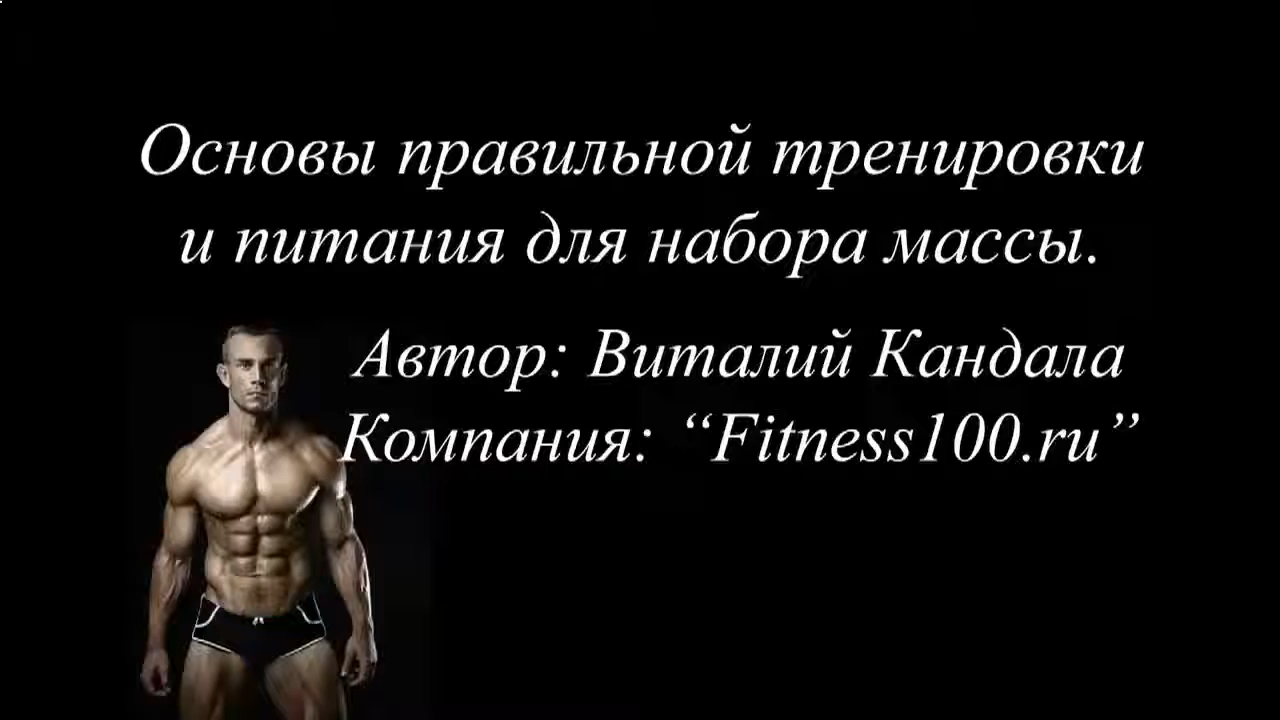 Основы правильной тренировки
и питания для набора массы.
Автор: Виталий Кандала
Компания: “Fitness100.ru”